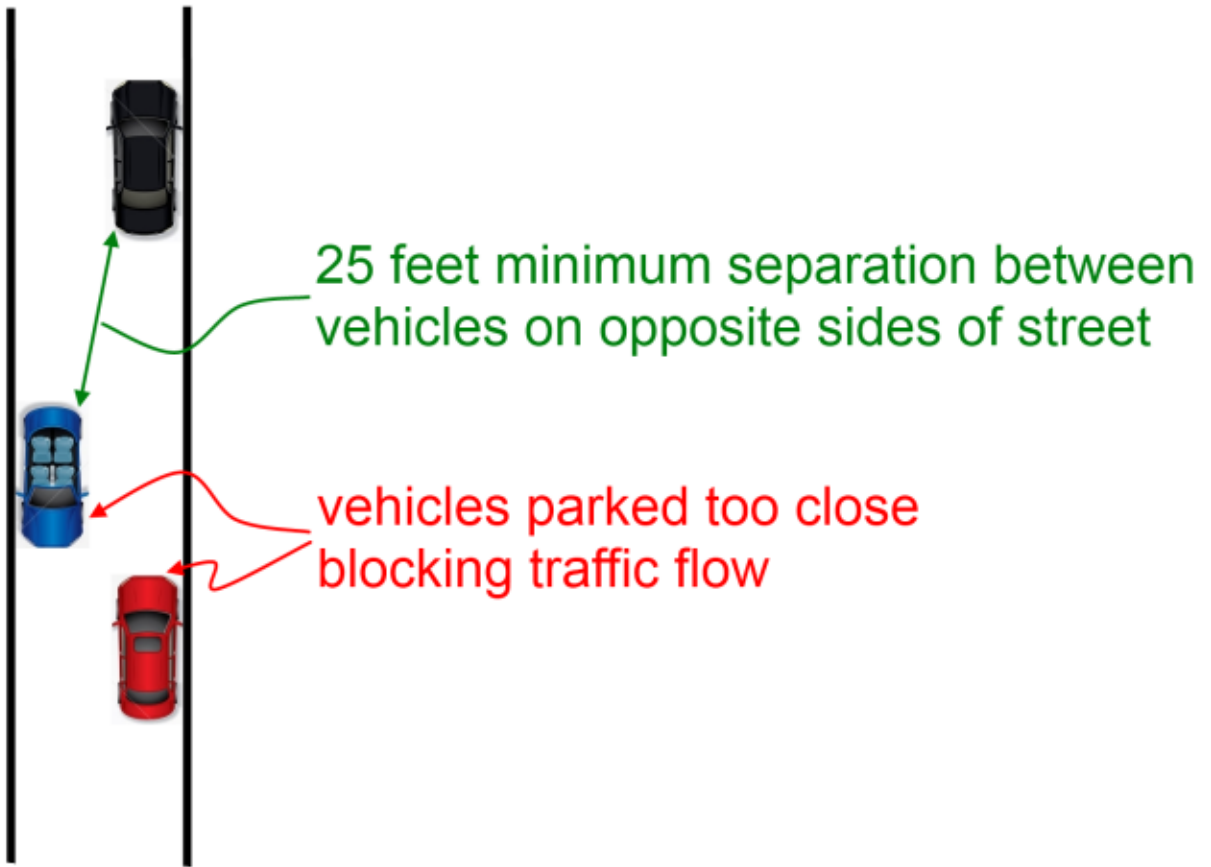 25 feet minimum separation between
vehicles on opposite sides of street
vehicles parked too close
blocking traffic flow